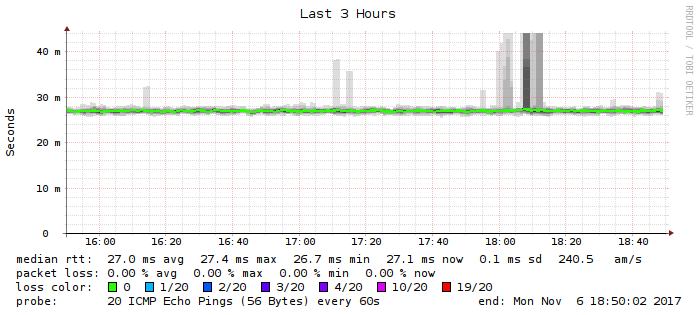 Last 3 Hours
RRDTOOL / TOBI OETIKER
Seconds
40 m
30 m
20 m
10 m
0
16:00 16:20 16:40 17:00 17:20 17:40 18:00 18:20 18:40
median rtt: 27.0 ms avg 27.4 ms max 26.7 ms min 27.1 ms now 0.1 ms sd 240.5 am/s
packet loss: 0.00 % avg 0.00 % max 0.00 % min 0.00 % now
loss color: 0 1/20 2/20 3/20 4/20 10/20 19/20
probe: 20 ICMP Echo Pings (56 Bytes) every 60s end: Mon Nov 6 18:50:02 2017